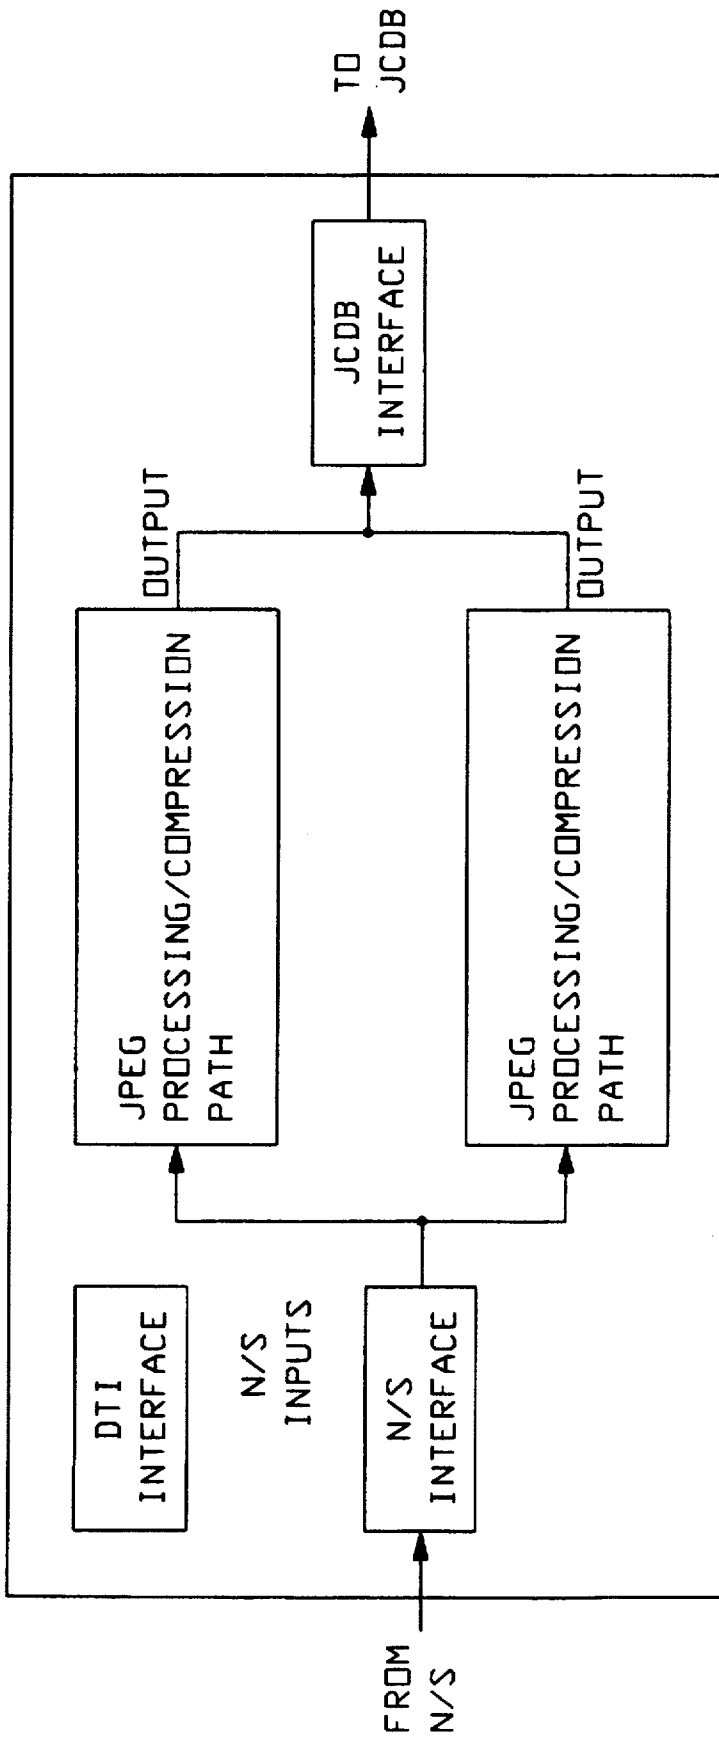 FROM
N/S
DTI
INTERFACE
N/S
INPUTS
N/S
INTERFACE
JPEG
PROCESSING/COMPRESSION
PATH
OUTPUT
JPEG
PROCESSING/COMPRESSION
PATH
OUTPUT
JCDB
INTERFACE
TO
JCDB